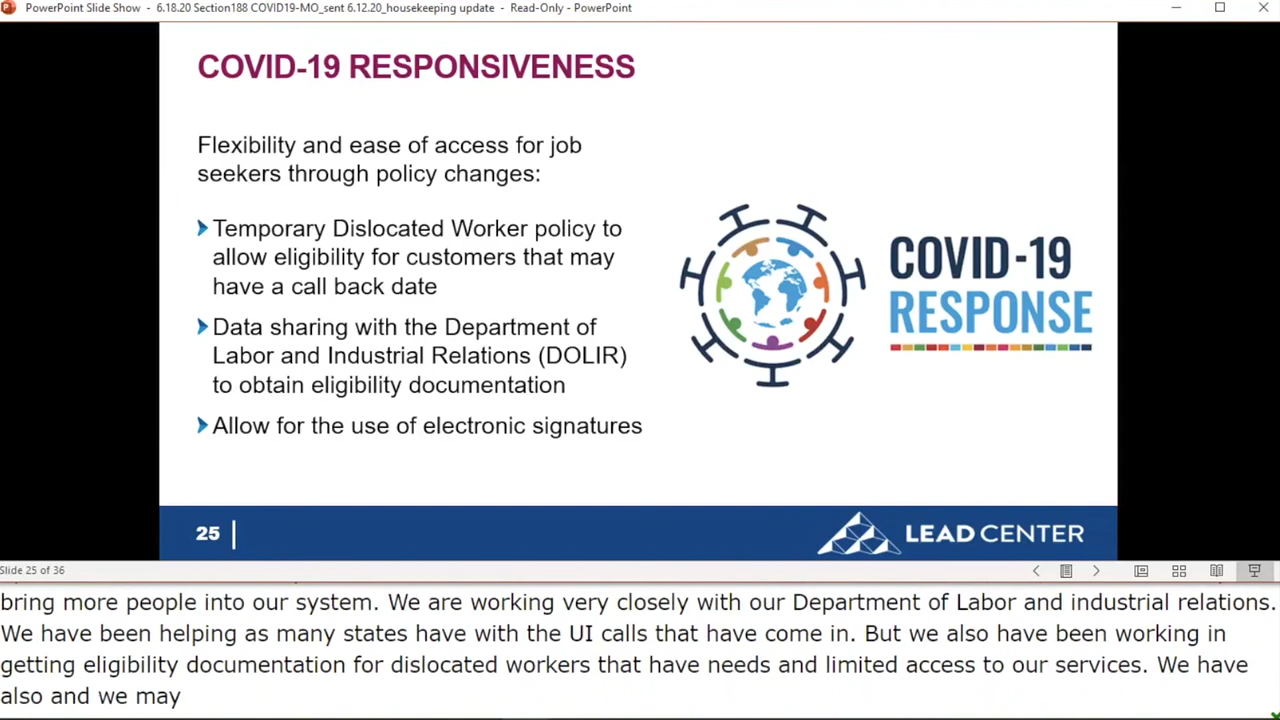 PowerPoint Slide Show - 6.18.20 Section188 COVID19-MO_sent 6.12.20_housekeeping update - Read-Only - PowerPoint
COVID-19 RESPONSIVENESS
Flexibility and ease of access for job
seekers through policy changes:
Temporary Dislocated Worker policy to
allow eligibility for customers that may
have a call back date
Data sharing with the Department of
Labor and Industrial Relations (DOLIR)
to obtain eligibility documentation
Allow for the use of electronic signatures
COVID-19
RESPONSE
25
LEAD CENTER
Slide 25 of 36
bring more people into our system. We are working very closely with our Department of Labor and industrial relations.
We have been helping as many states have with the UI calls that have come in. But we also have been working in
getting eligibility documentation for dislocated workers that have needs and limited access to our services. We have
also and we may